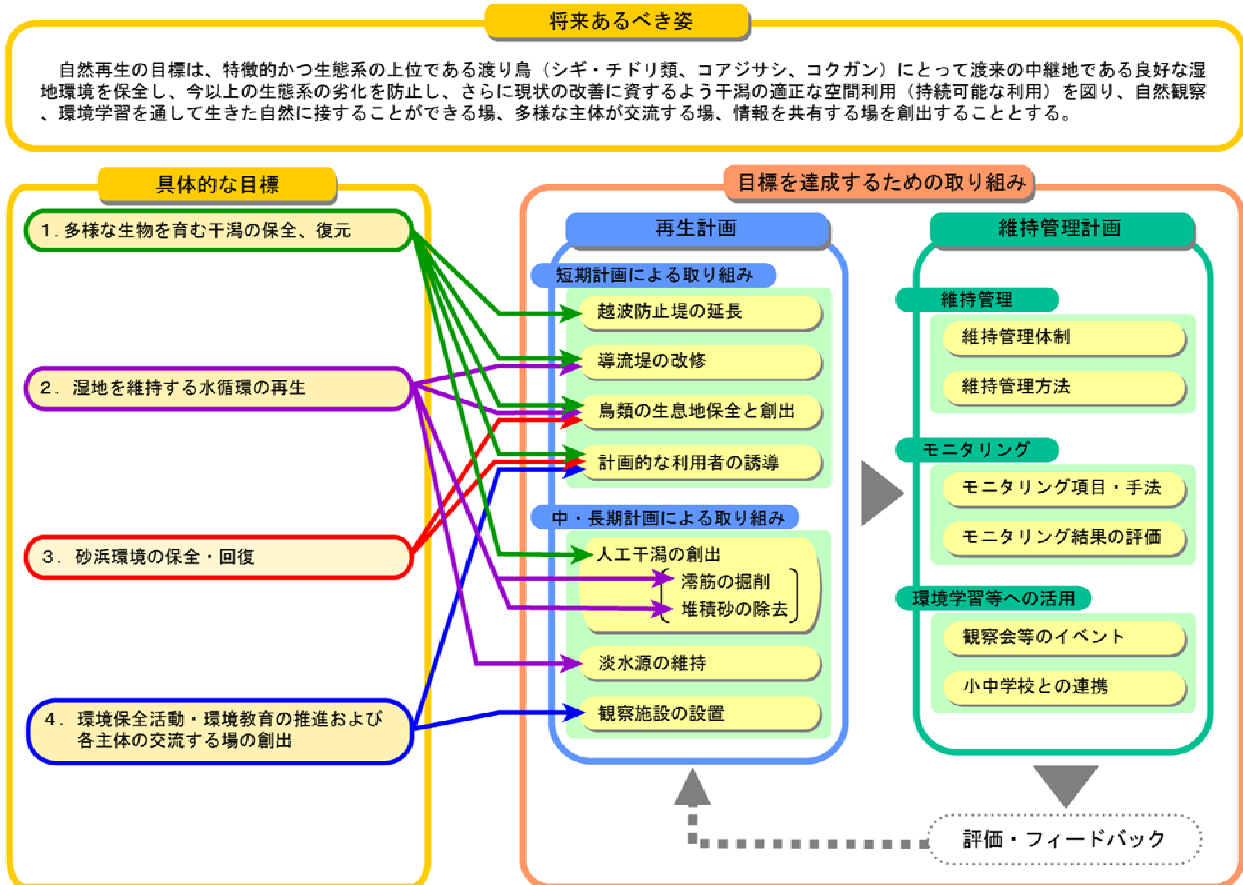 将来あるべき姿
自然再生の目標は、特徴的かつ生態系の上位である渡り鳥（シギ・チドリ類、コアジサシ、コクガン）にとって渡来の中継地である良好な湿
地環境を保全し、今以上の生態系の劣化を防止し、さらに現状の改善に資するよう干潟の適正な空間利用（持続可能な利用）を図り、自然観察
、環境学習を通して生きた自然に接することができる場、多様な主体が交流する場、情報を共有する場を創出することとする。
具体的な目標
1．多様な生物を育む干潟の保全、復元
2．湿地を維持する水循環の再生
3．砂浜環境の保全・回復
4．環境保全活動・環境教育の推進および
各主体の交流する場の創出
目標を達成するための取り組み
再生計画
短期計画による取り組み
越波防止堤の延長
導流堤の改修
鳥類の生息地保全と創出
計画的な利用者の誘導
中・長期計画による取り組み
人工干潟の創出
澪筋の掘削
堆積砂の除去
淡水源の維持
観察施設の設置
維持管理計画
維持管理
維持管理体制
維持管理方法
モニタリング
モニタリング項目・手法
モニタリング結果の評価
環境学習等への活用
観察会等のイベント
小中学校との連携
評価・フィードバック